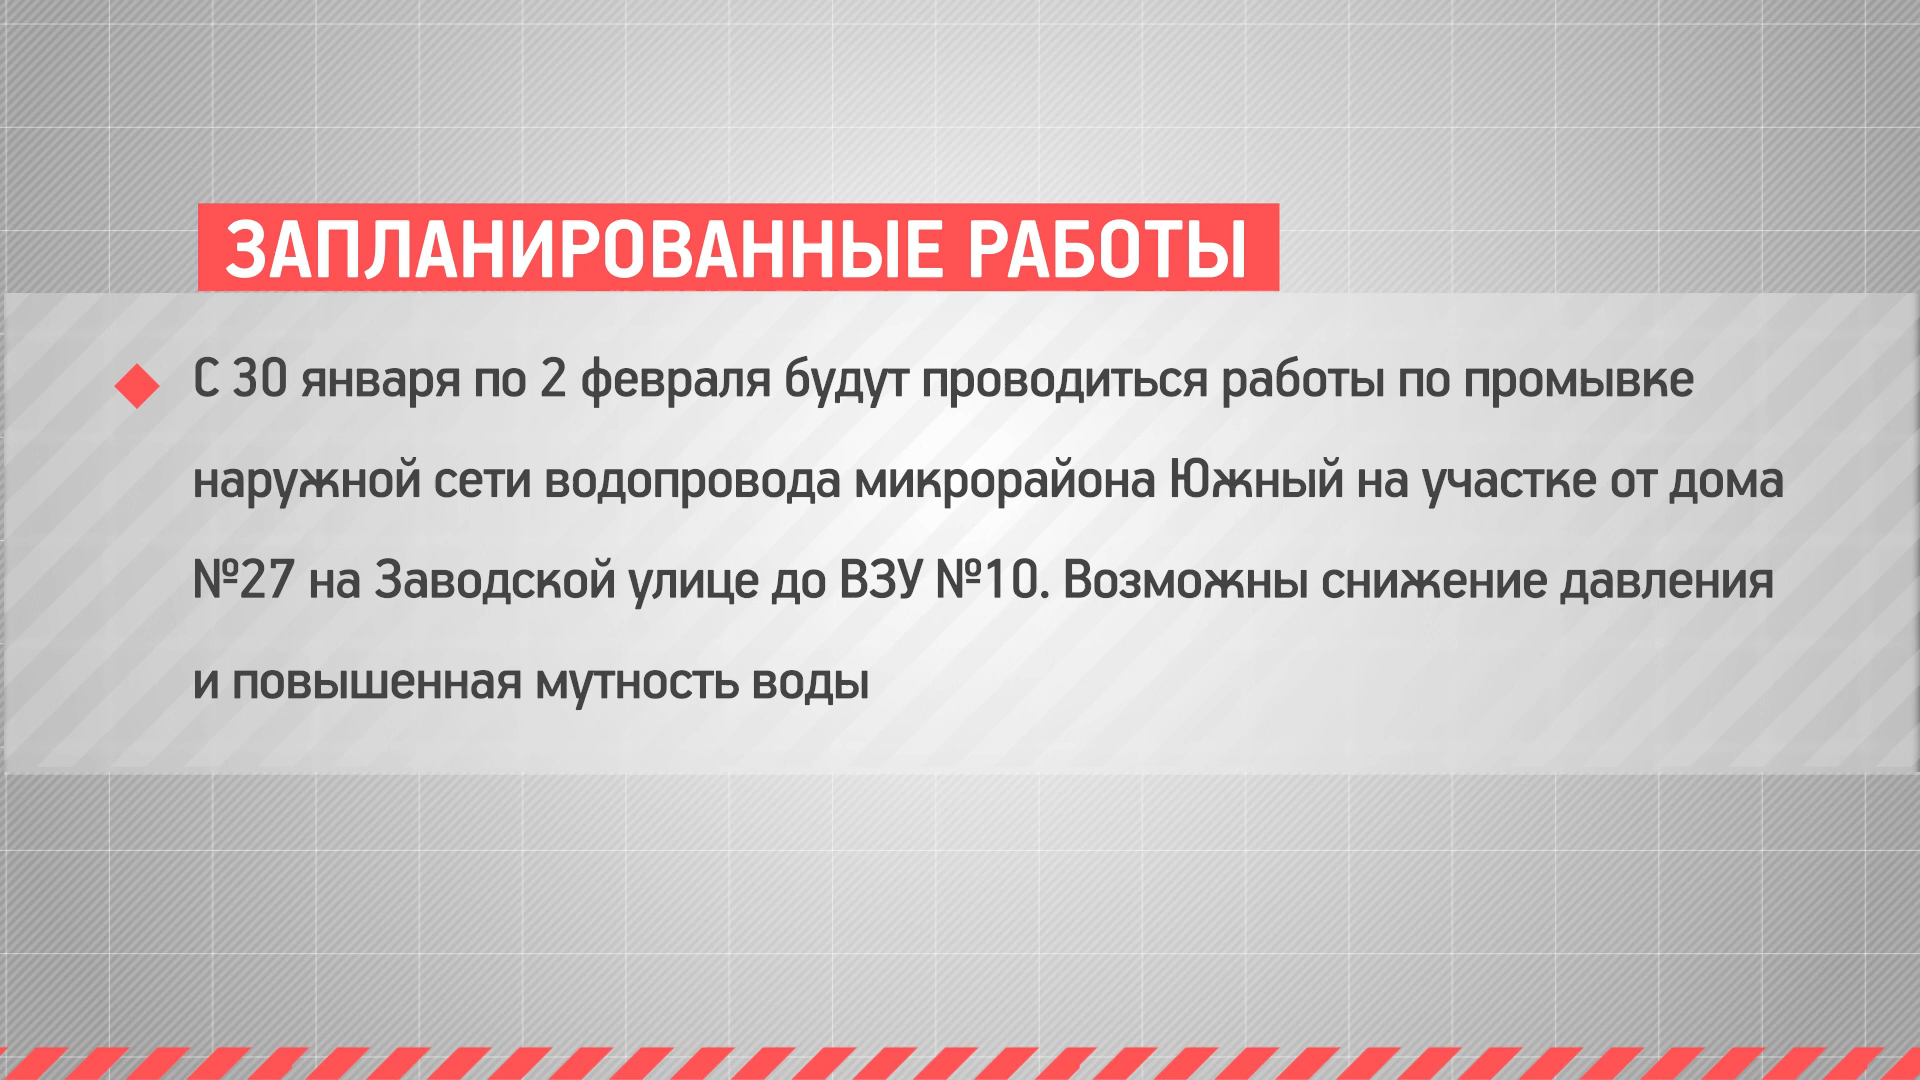 ЗАПЛАНИРОВАННЫЕ РАБОТЫ
С 30 января по 2 февраля будут проводиться работы по промывке
наружной сети водопровода микрорайона Южный на участке от дома
№27 на Заводской улице до ВЗУ №10. Возможны снижение давления
и повышенная мутность воды